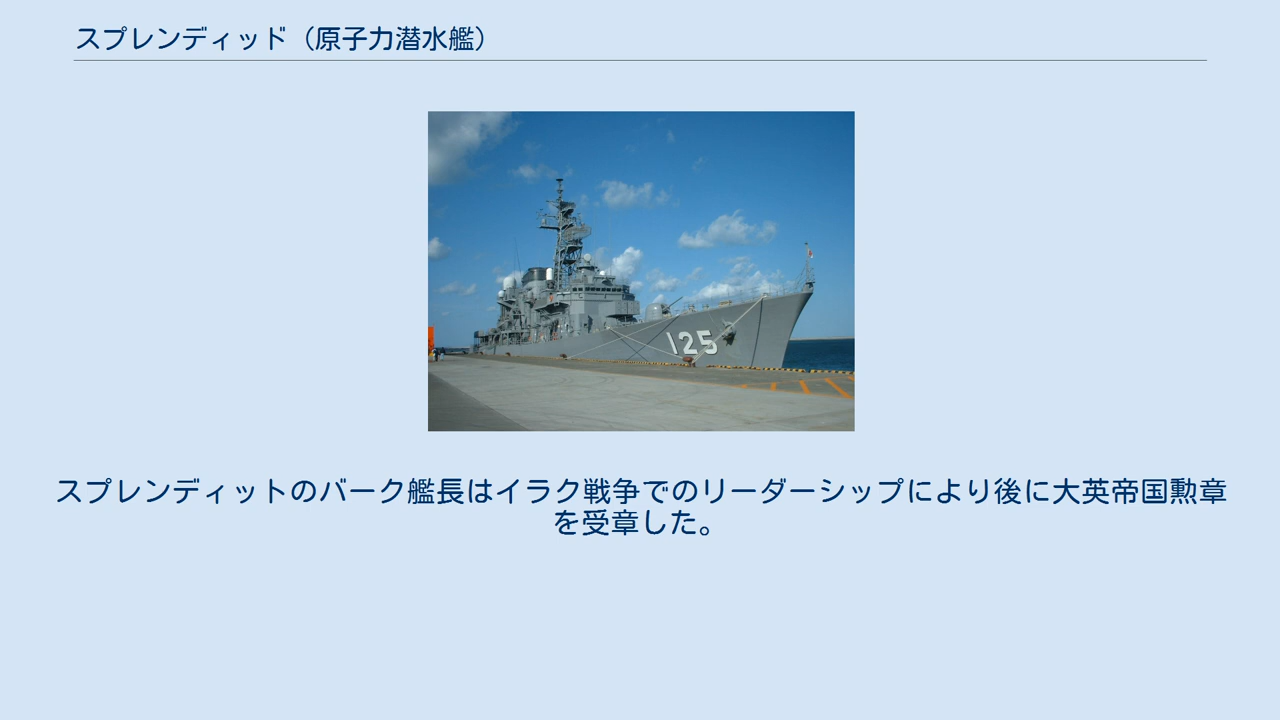 スプレンディッド（原子力潜水艦）
125
スプレンディットのバーク艦長はイラク戦争でのリーダーシップにより後に大英帝国勲章
を受章した。